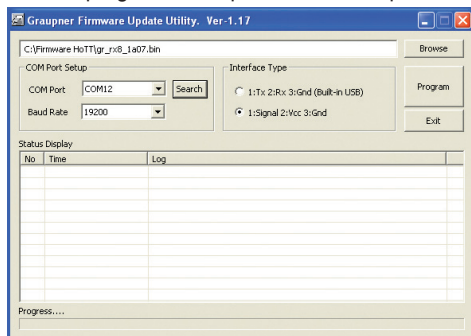 Graupner Firmware Update Utility. Ver-1.17
C:\Firmware HoTT\gr_rx8_1a07.bin
Browse
COM Port Setup
COM Port COM12 Search
Baud Rate 19200
Interface Type
1:Tx 2:Rx 3:Gnd (Built-in USB)
1:Signal 2:Vcc 3:Gnd
Program
Exit
Status Display
No Time Log
Progress....